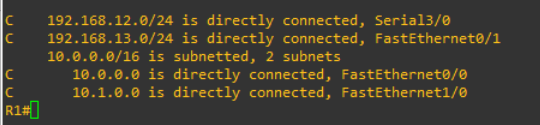 C    192.168.12.0/24 is directly connected, Serial3/0
C    192.168.13.0/24 is directly connected, FastEthernet0/1
     10.0.0.0/16 is subnetted, 2 subnets
C       10.0.0.0 is directly connected, FastEthernet0/0
C       10.1.0.0 is directly connected, FastEthernet1/0
R1#